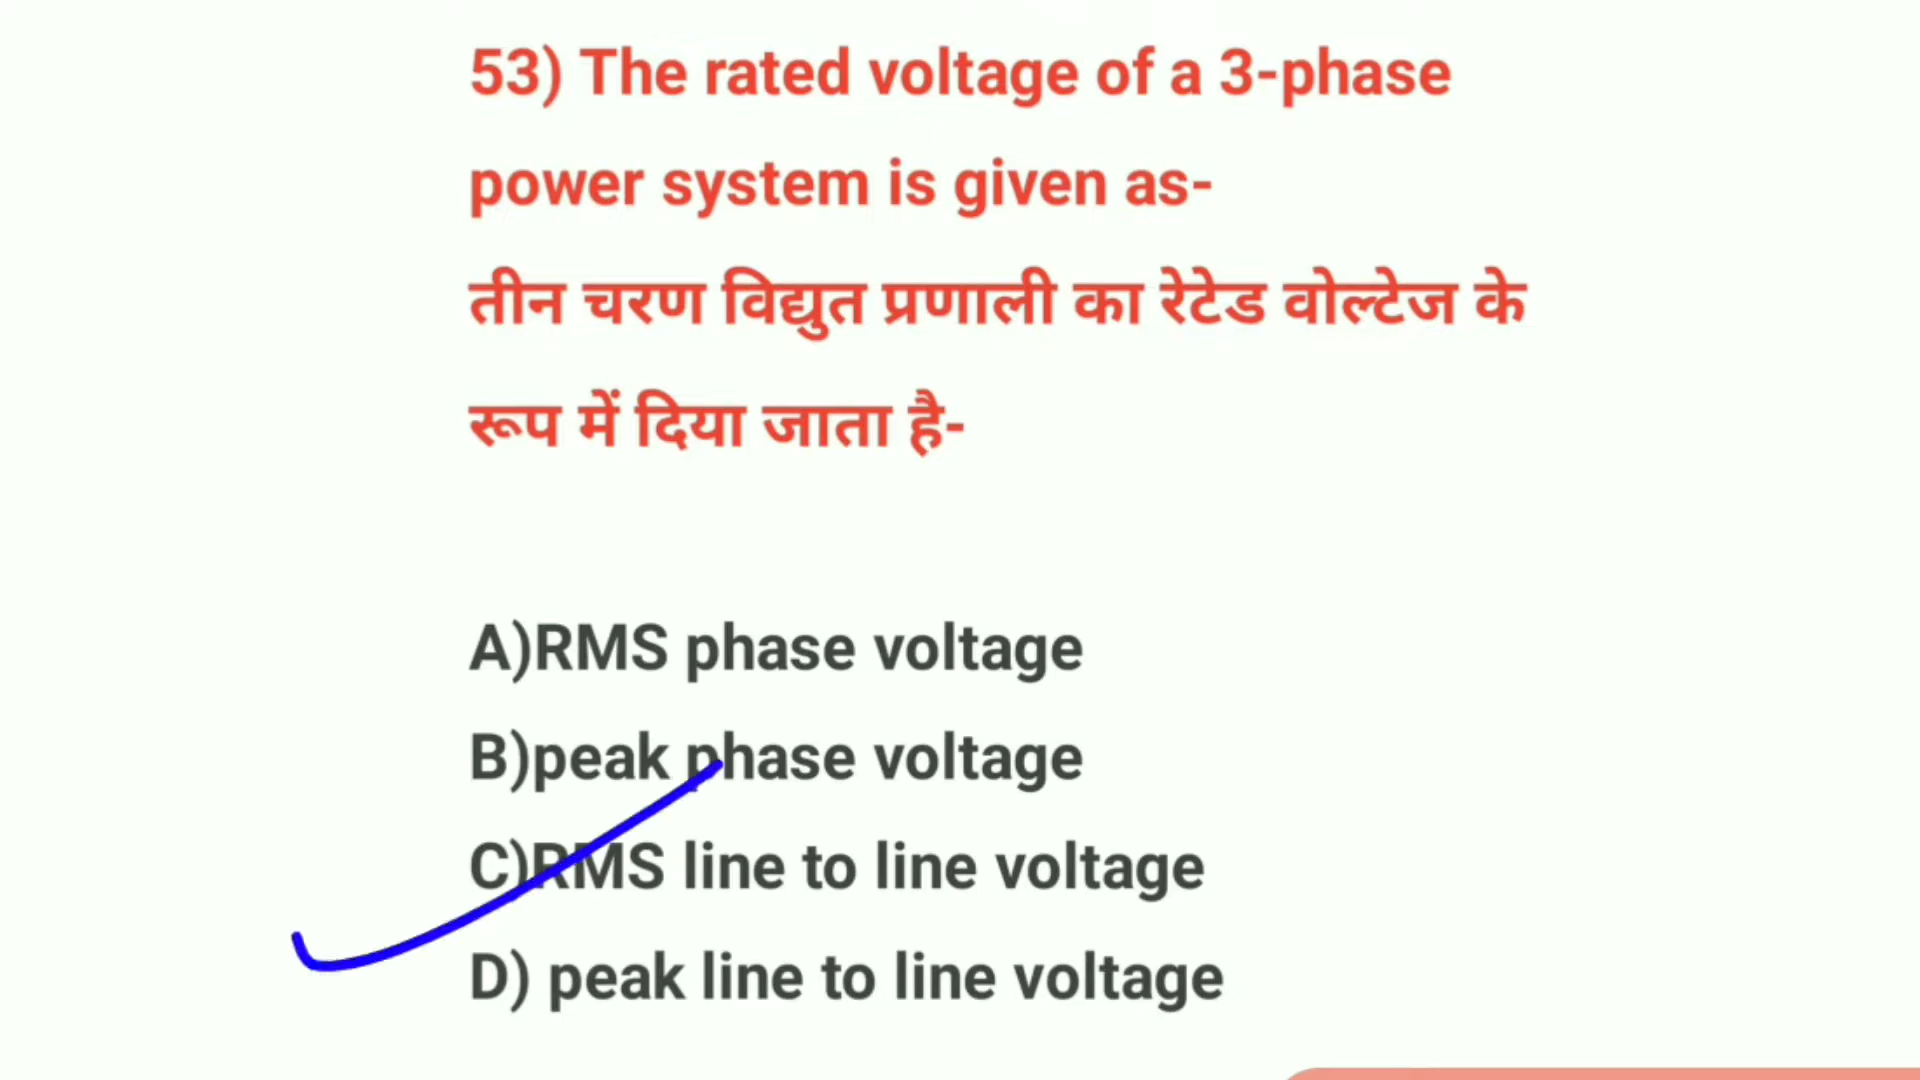 53) The rated voltage of a 3-phase
power system is given as-
तीन चरण विद्युत प्रणाली का रेटेड वोल्टेज के
रूप में दिया जाता है-
A)RMS phase voltage
B)peak phase voltage
C)RMS line to line voltage
D) peak line to line voltage